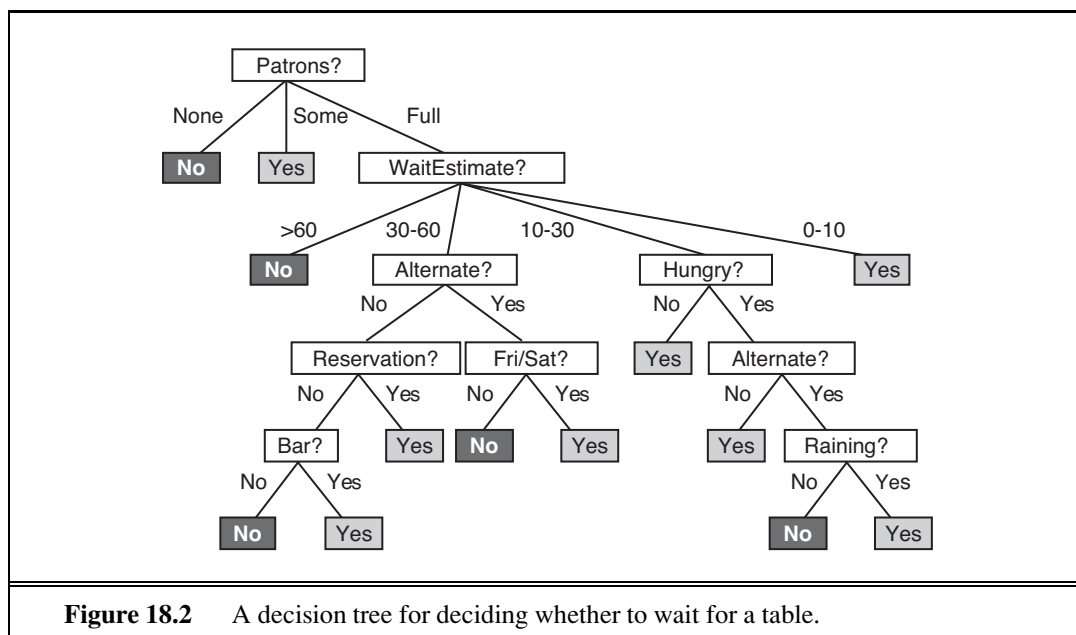 Patrons?
None Some Full
No Yes WaitEstimate?
>60 30-60 10-30 0-10
No Alternate? Hungry? Yes
No Yes No Yes
Reservation? Fri/Sat? Yes Alternate?
No Yes No Yes No Yes
Bar? Yes No Yes Yes Raining?
No Yes No Yes
No Yes No Yes
Figure 18.2 A decision tree for deciding whether to wait for a table.